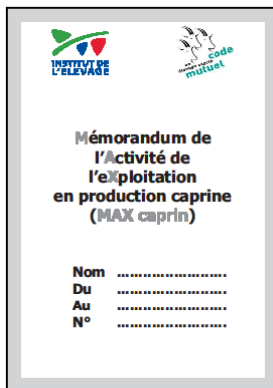 INSTITUT DE
L'ELEVAGE
code
mutuel
Mémorandum de
l'Activité de
l'eXploitation
en production caprine
(MAX caprin)
Nom ..........................
Du ..........................
Au ..........................
N° ..........................